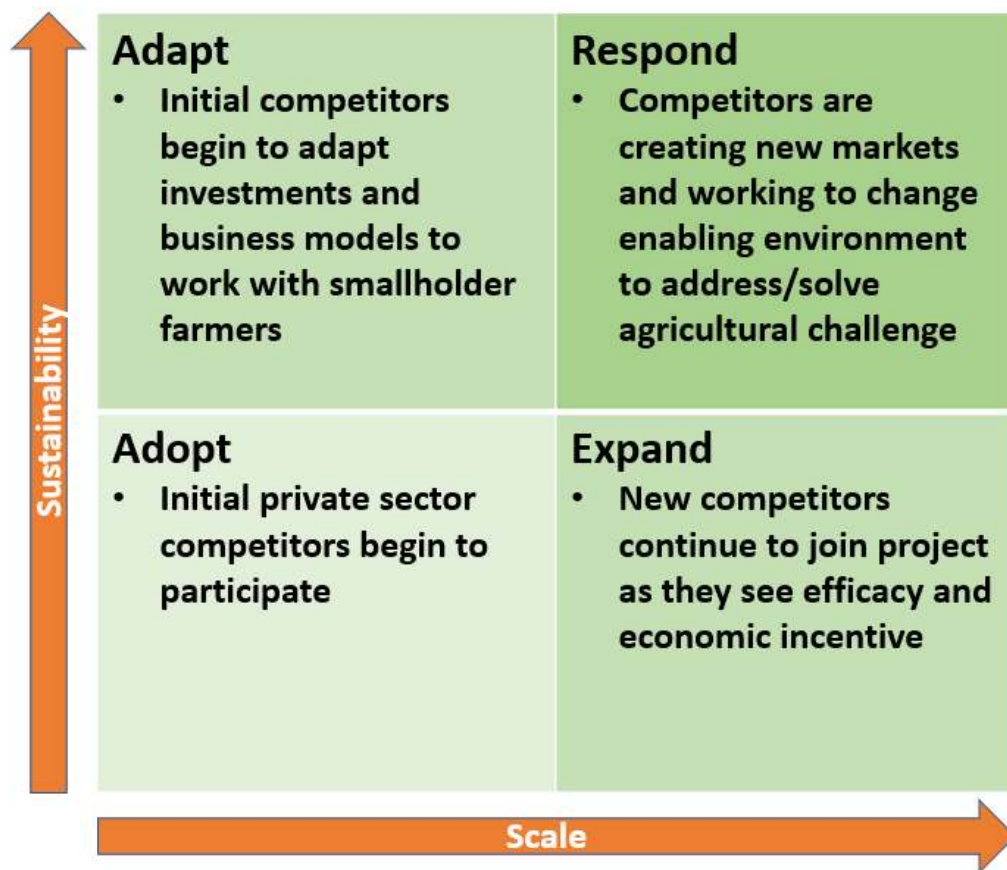 Adapt
• Initial competitors
begin to adapt
investments and
business models to
work with smallholder
farmers
Respond
• Competitors are
creating new markets
and working to change
enabling environment
to address/solve
agricultural challenge
Sustainability
Adopt
• Initial private sector
competitors begin to
participate
Expand
• New competitors
continue to join project
as they see efficacy and
economic incentive
Scale